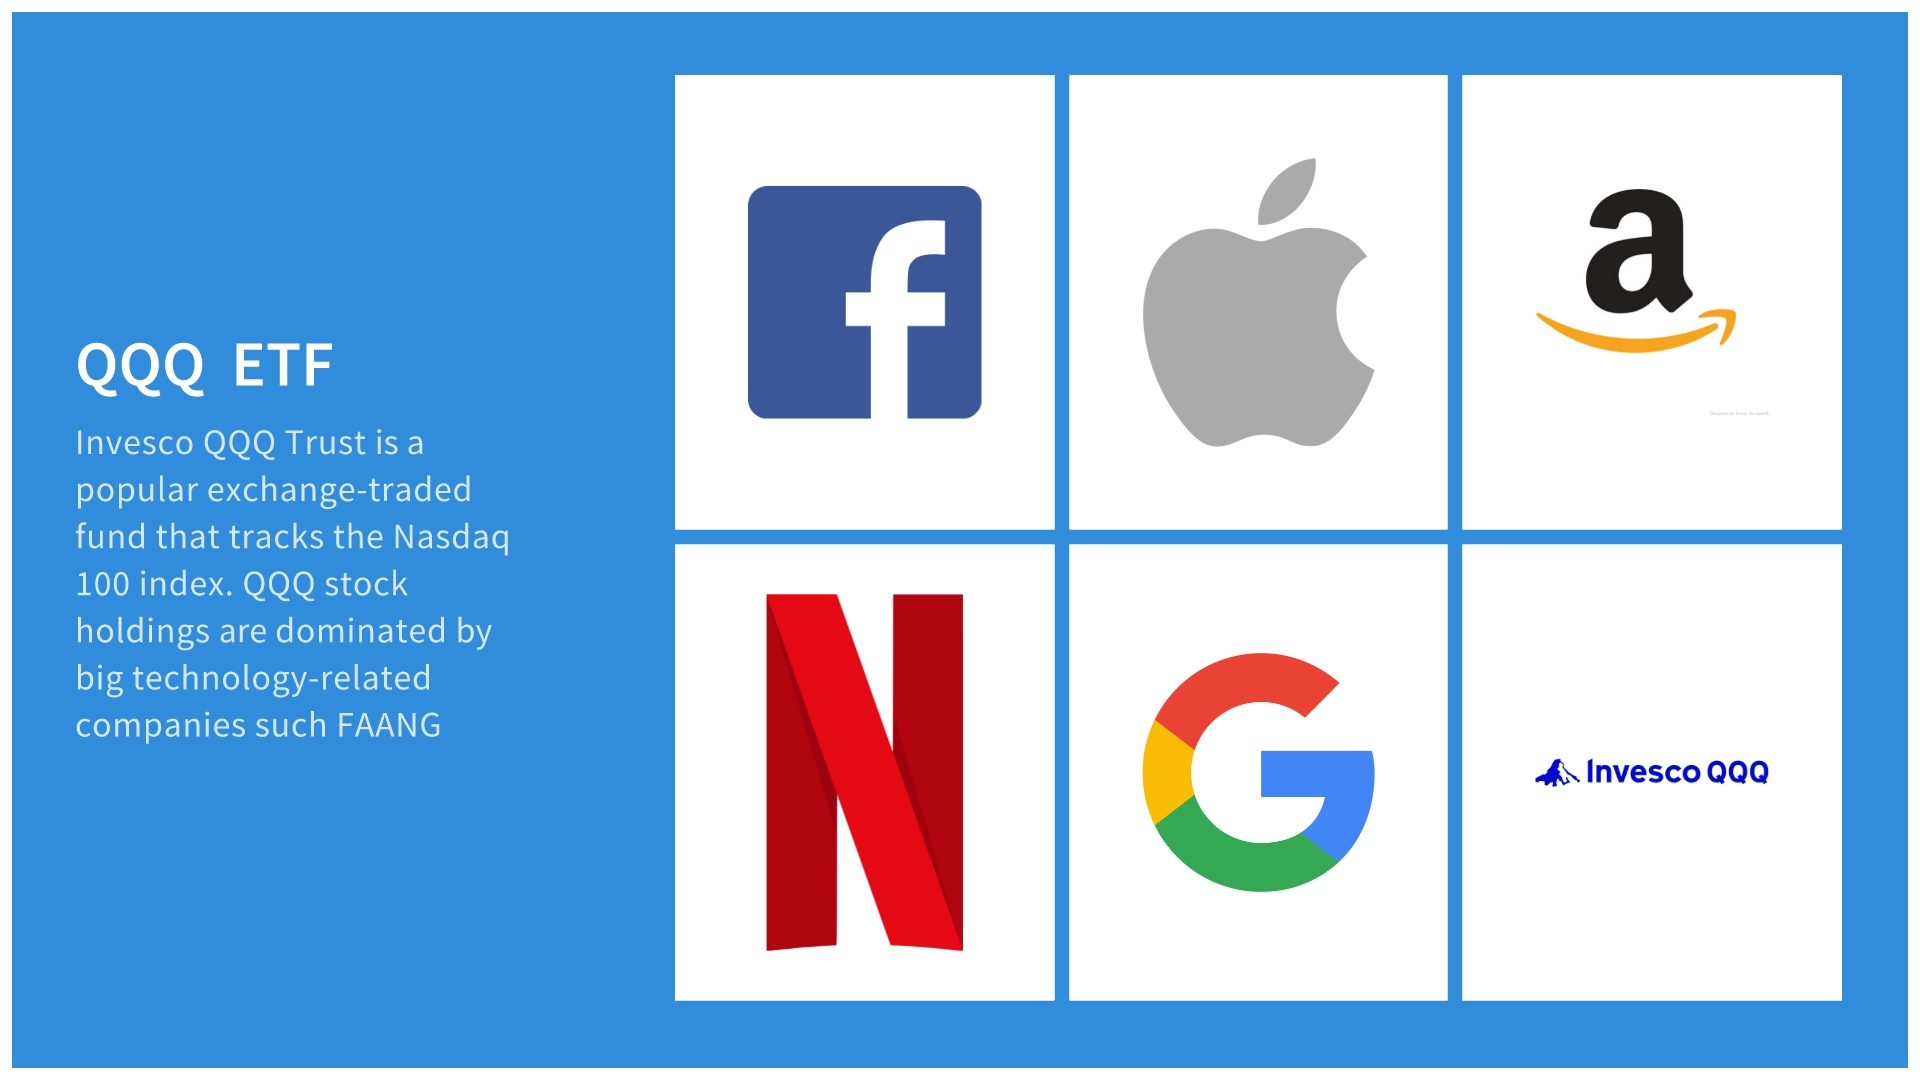 QQQ ETF
Invesco QQQ Trust is a
popular exchange-traded
fund that tracks the Nasdaq
100 index. QQQ stock
holdings are dominated by
big technology-related
companies such FAANG
a
Invesco QQQ